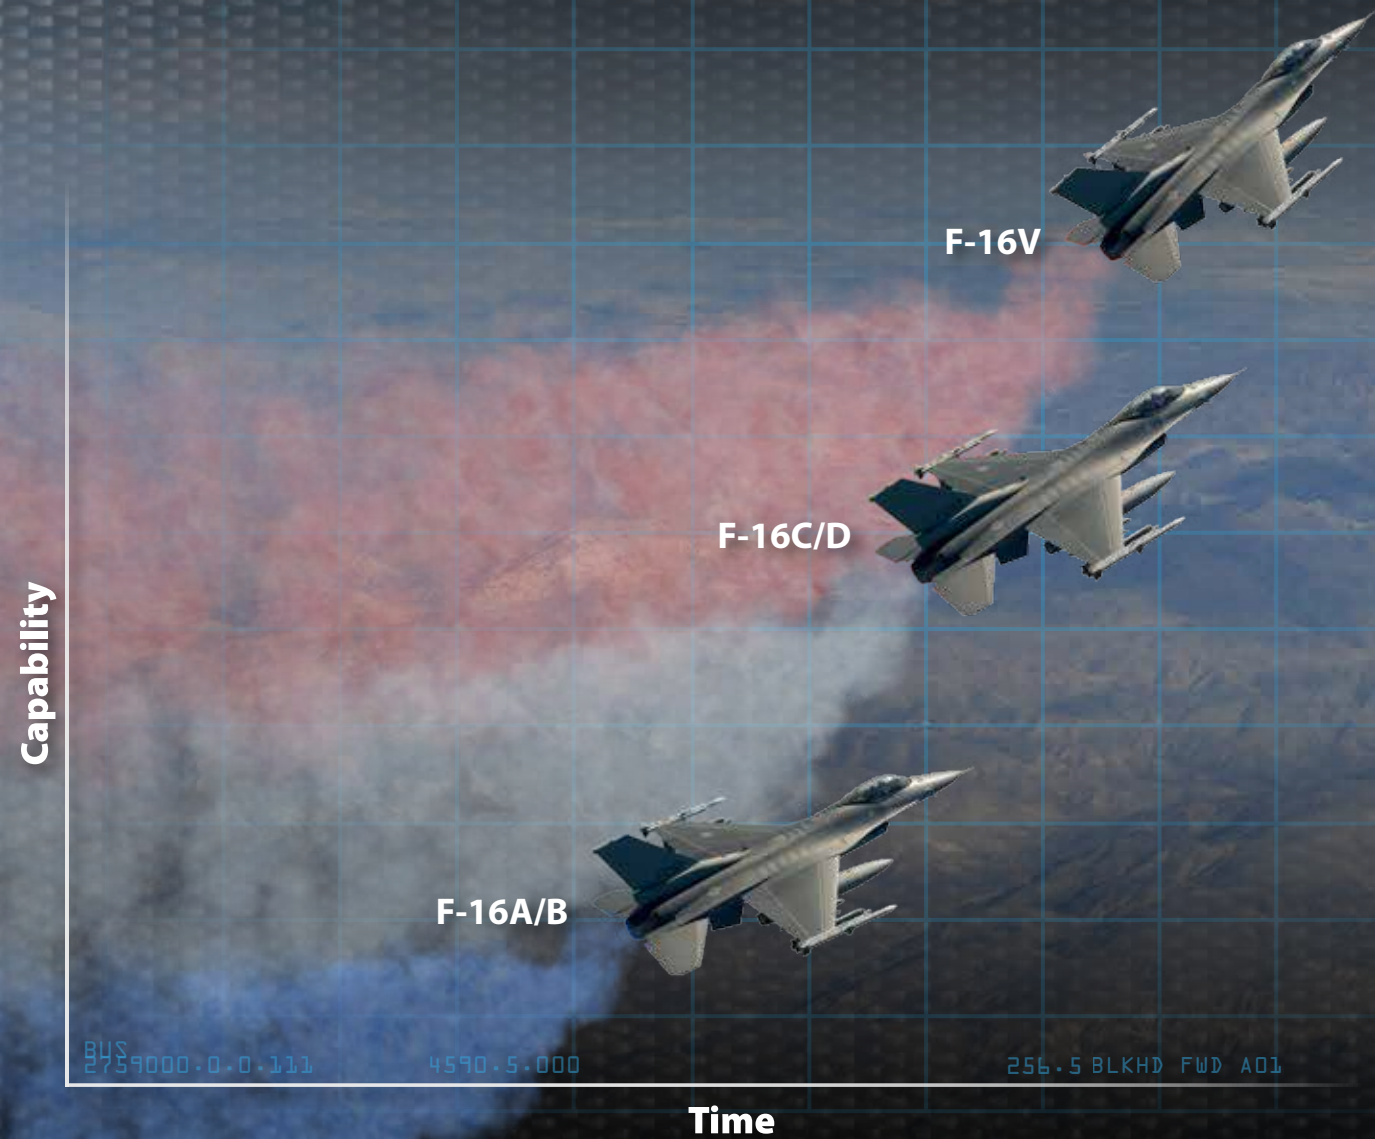 F-16V
F-16C/D
Capability
F-16A/B
BUS
2759000.0.0.111
4590.5.000
256.5 BLKHD FWD A01
Time